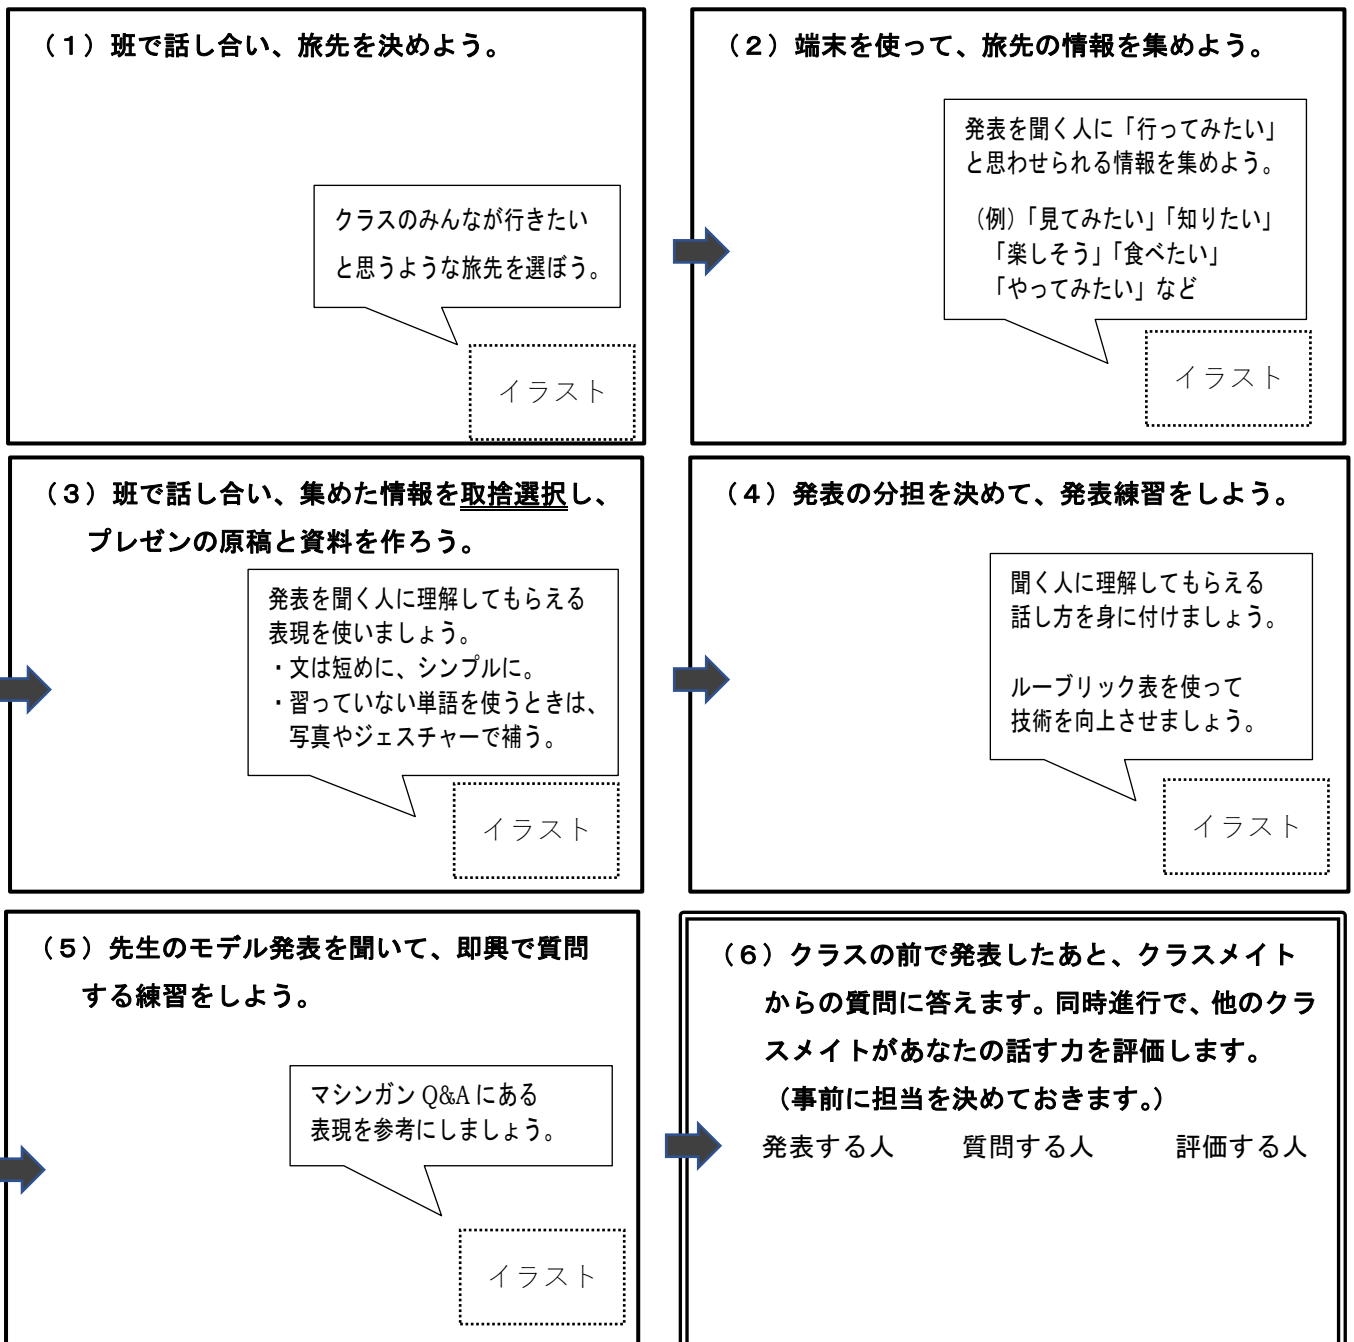 （１）班で話し合い、旅先を決めよう。
クラスのみんなが行きたい
と思うような旅先を選ぼう。
イラスト
（２）端末を使って、旅先の情報を集めよう。
発表を聞く人に「行ってみたい」
と思わせられる情報を集めよう。
（例）「見てみたい」「知りたい」
「楽しそう」「食べたい」
「やってみたい」など
イラスト
（３）班で話し合い、集めた情報を取捨選択し、
プレゼンの原稿と資料を作ろう。
発表を聞く人に理解してもらえる
表現を使いましょう。
・文は短めに、シンプルに。
・習っていない単語を使うときは、
写真やジェスチャーで補う。
イラスト
（４）発表の分担を決めて、発表練習をしよう。
聞く人に理解してもらえる
話し方を身に付けましょう。
ルーブリック表を使って
技術を向上させましょう。
イラスト
（５）先生のモデル発表を聞いて、即興で質問
する練習をしよう。
マシンガン Q&A にある
表現を参考にしましょう。
イラスト
（６）クラスの前で発表したあと、クラスメイト
からの質問に答えます。同時進行で、他のクラ
スメイトがあなたの話す力を評価します。
（事前に担当を決めておきます。）
発表する人　質問する人　評価する人